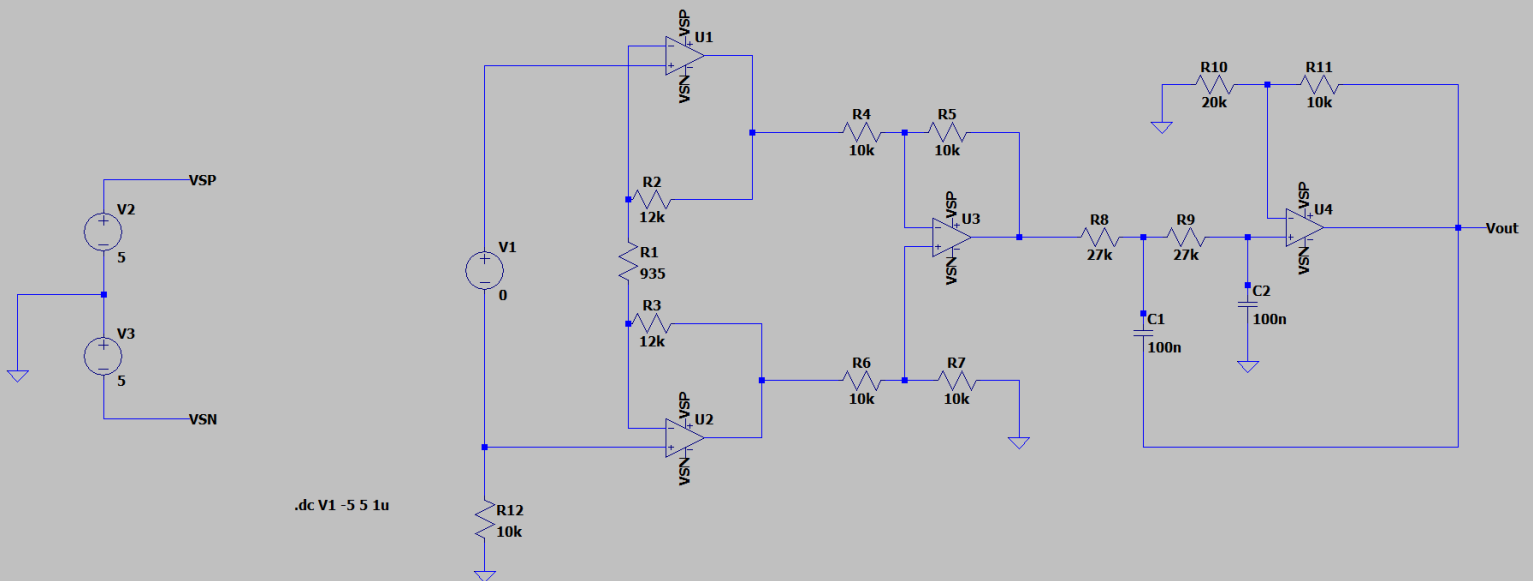 VSP
V2
5
V3
5
VSN
.dc V1 -5 5 1u
V1
0
R12
10k
VSP
U1
VSN
R2
12k
R1
935
R3
12k
VSP
U2
VSN
R4
10k
R5
10k
VSP
U3
VSN
R6
10k
R7
10k
R8
27k
R9
27k
C1
100n
C2
100n
R10
20k
R11
10k
VSP
U4
VSN
Vout